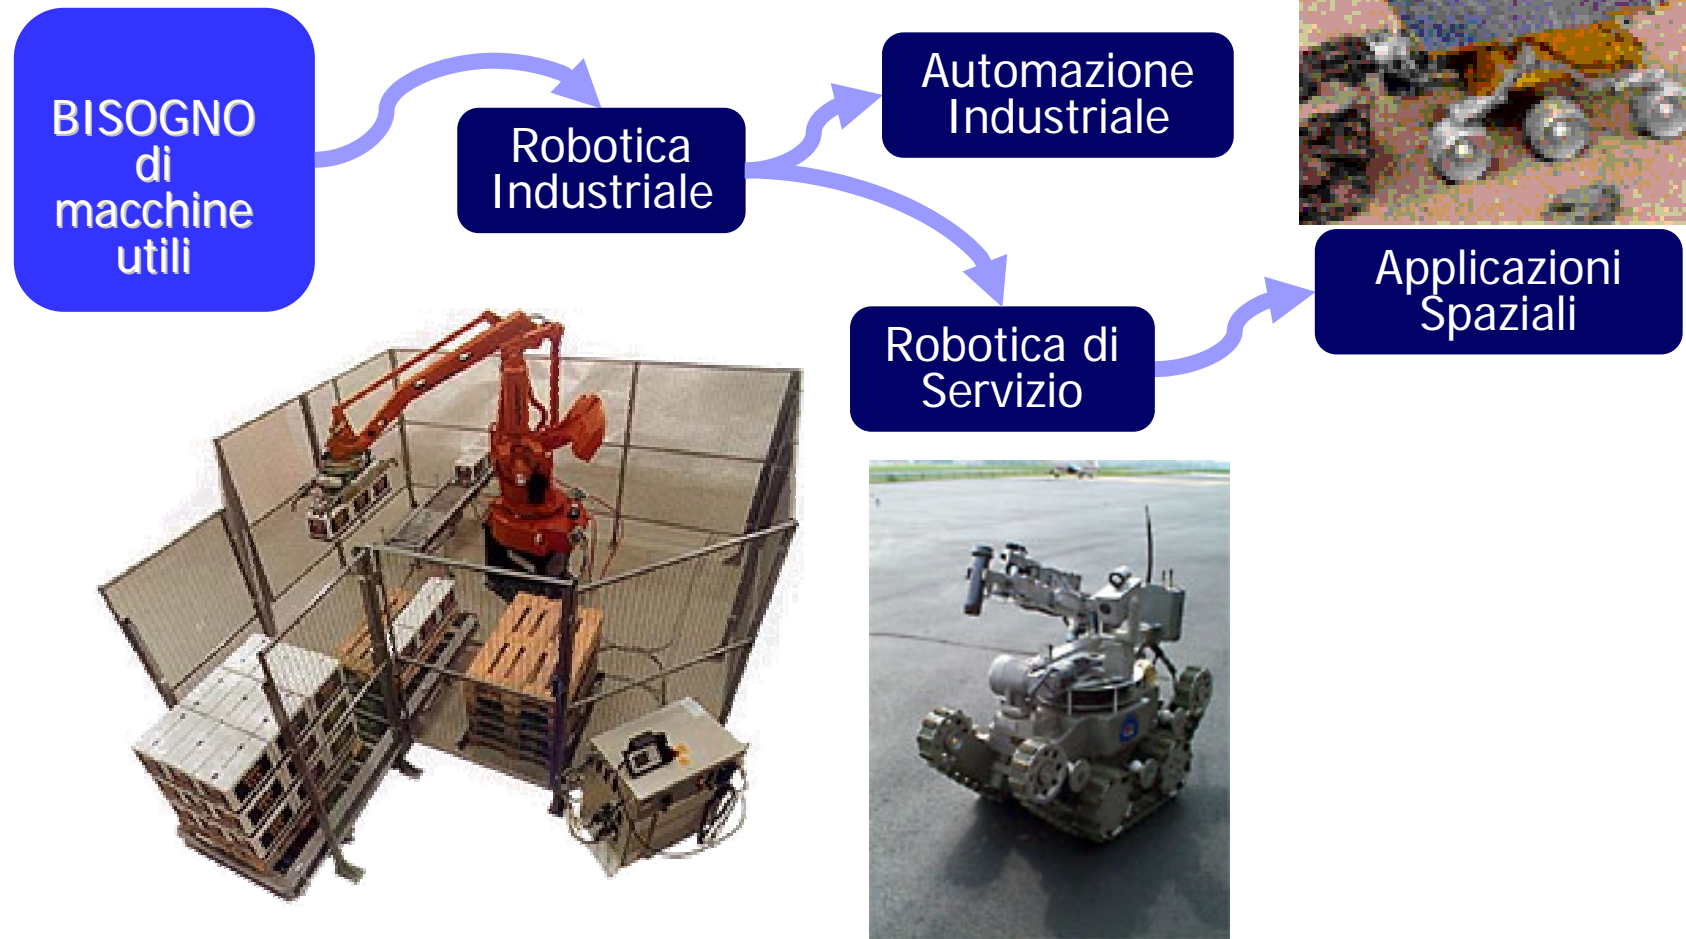 BISOGNO
di
macchine
utili
Robotica
Industriale
Automazione
Industriale
Robotica di
Servizio
Applicazioni
Spaziali